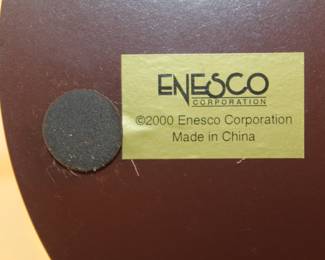 ENESCO
CORPORATION
©2000 Enesco Corporation
Made in China